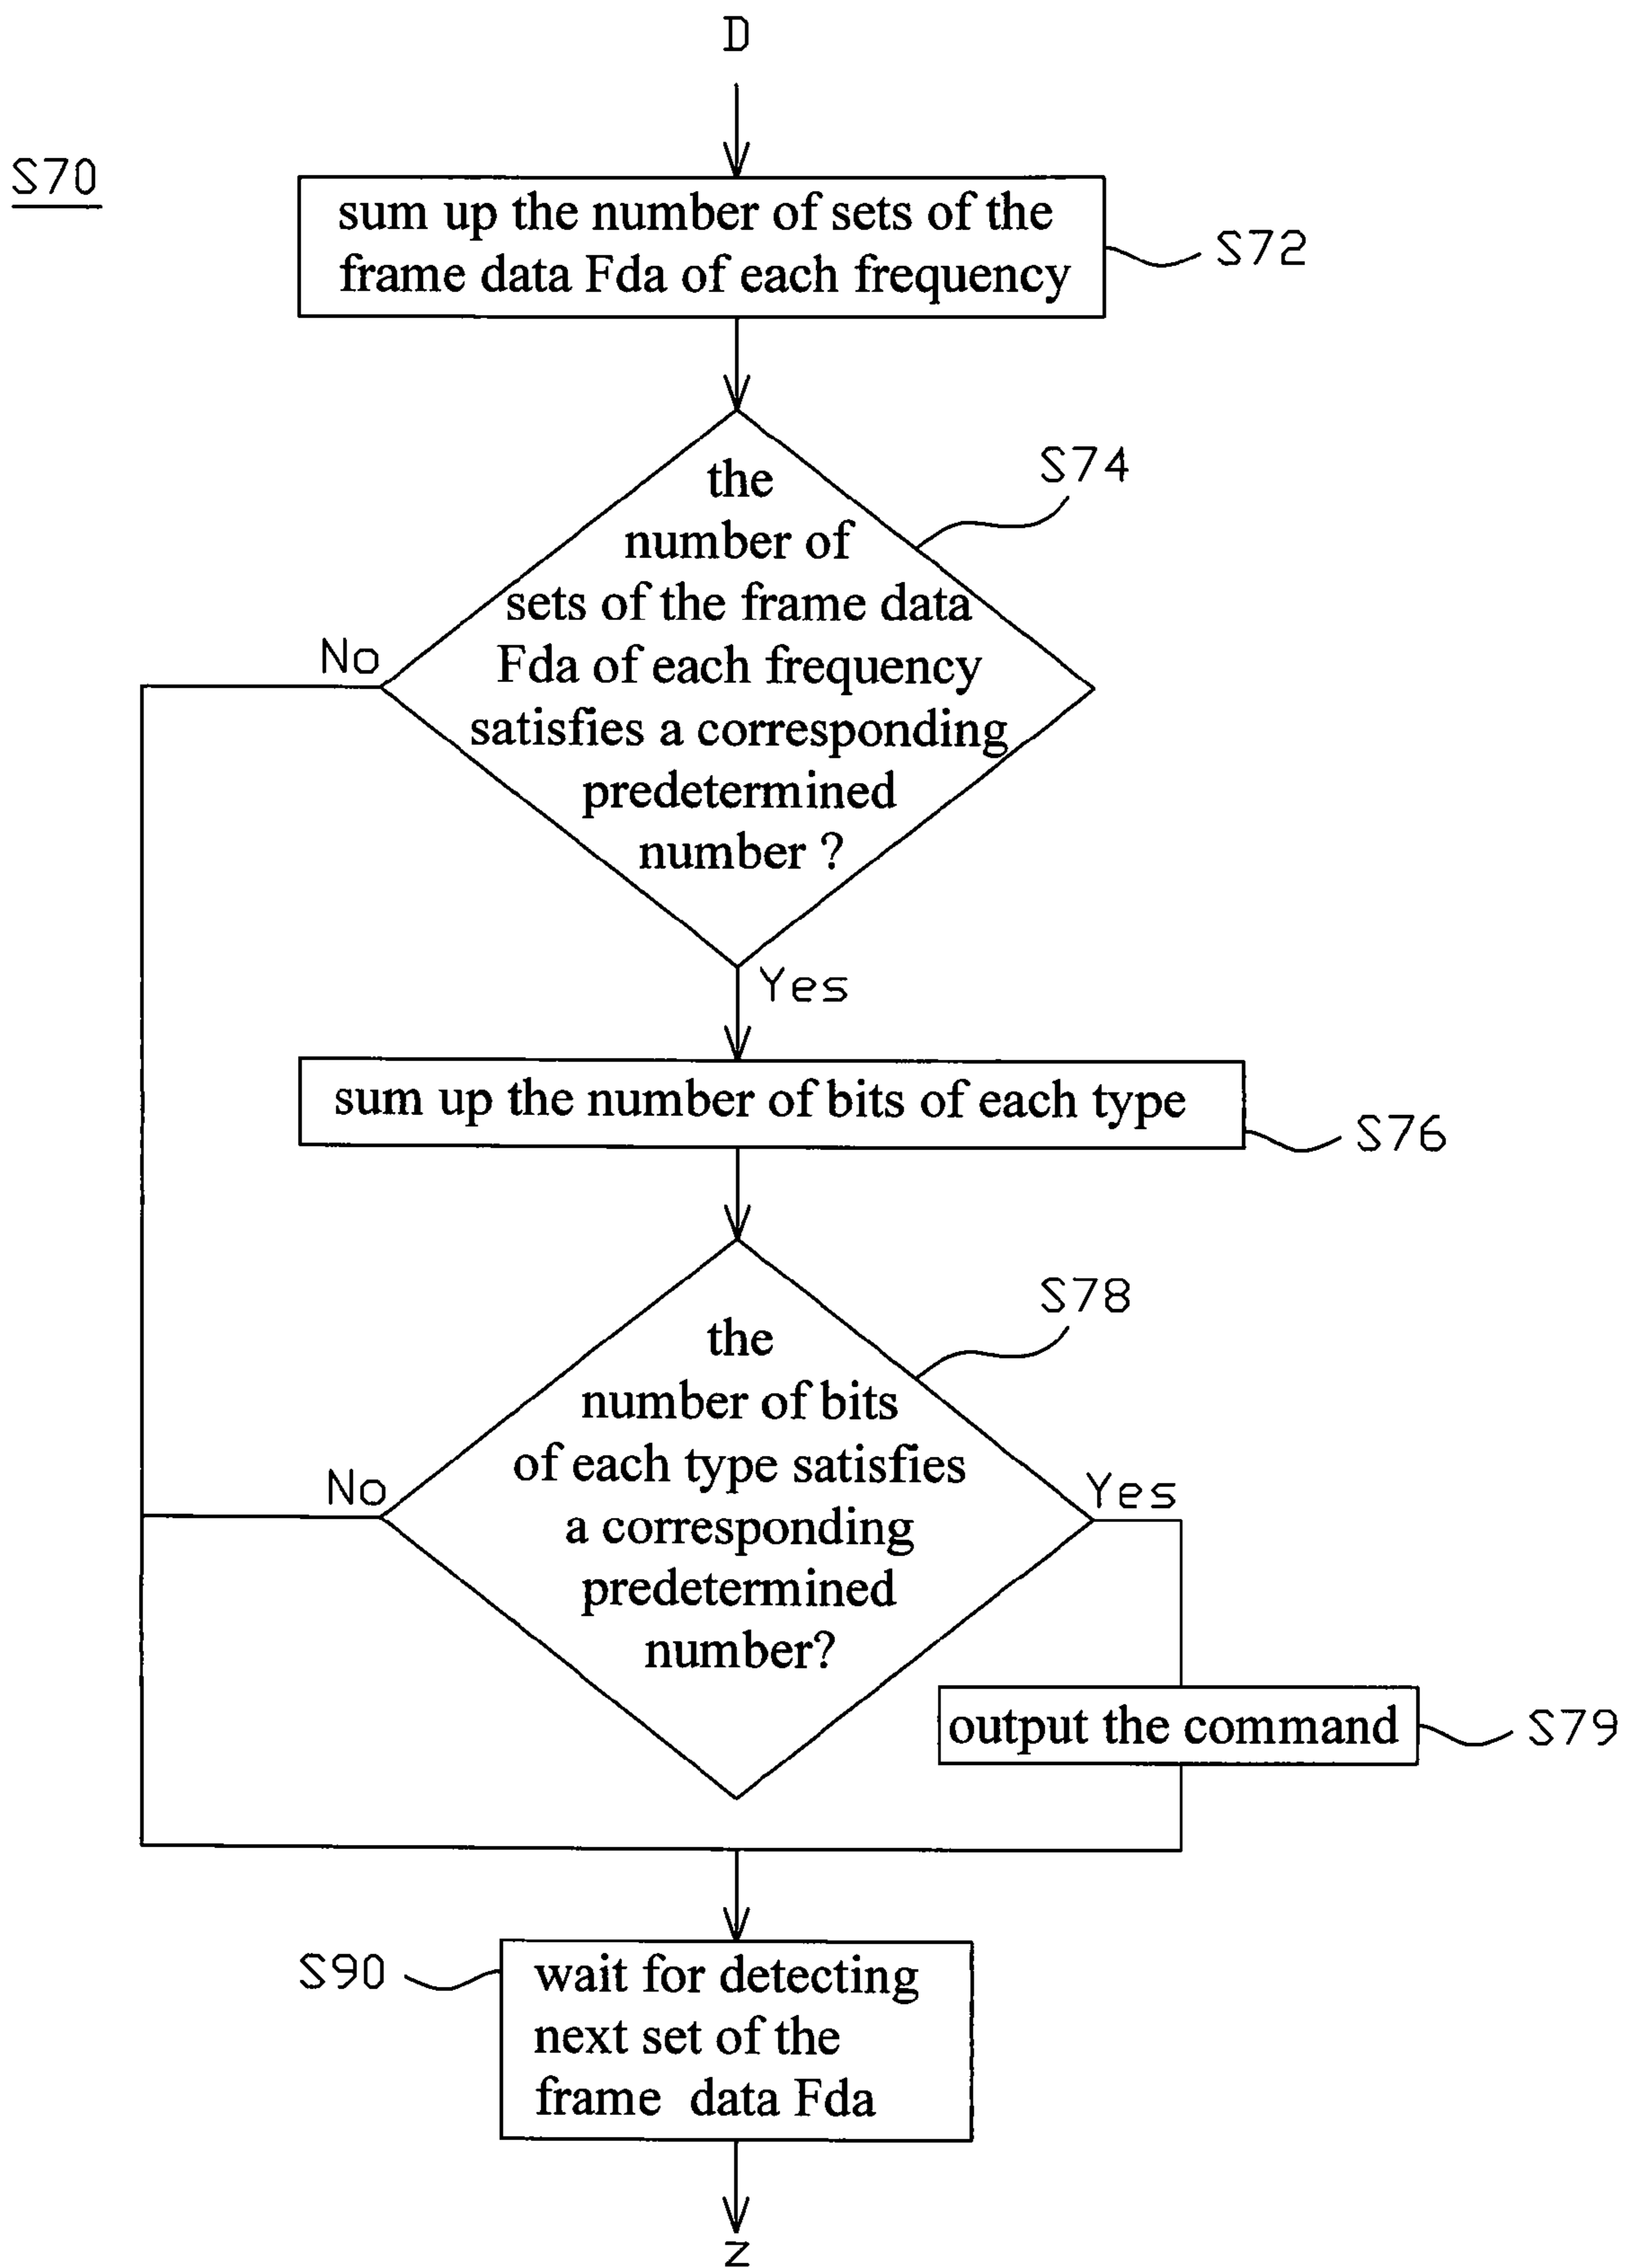 D
S70
sum up the number of sets of the
frame data Fda of each frequency
S72
S74
the
number of
sets of the frame data
Fda of each frequency
satisfies a corresponding
predetermined
number ?
No
Yes
sum up the number of bits of each type
S76
S78
the
number of bits
of each type satisfies
a corresponding
predetermined
number?
No
Yes
output the command
S79
S90
wait for detecting
next set of the
frame data Fda
z